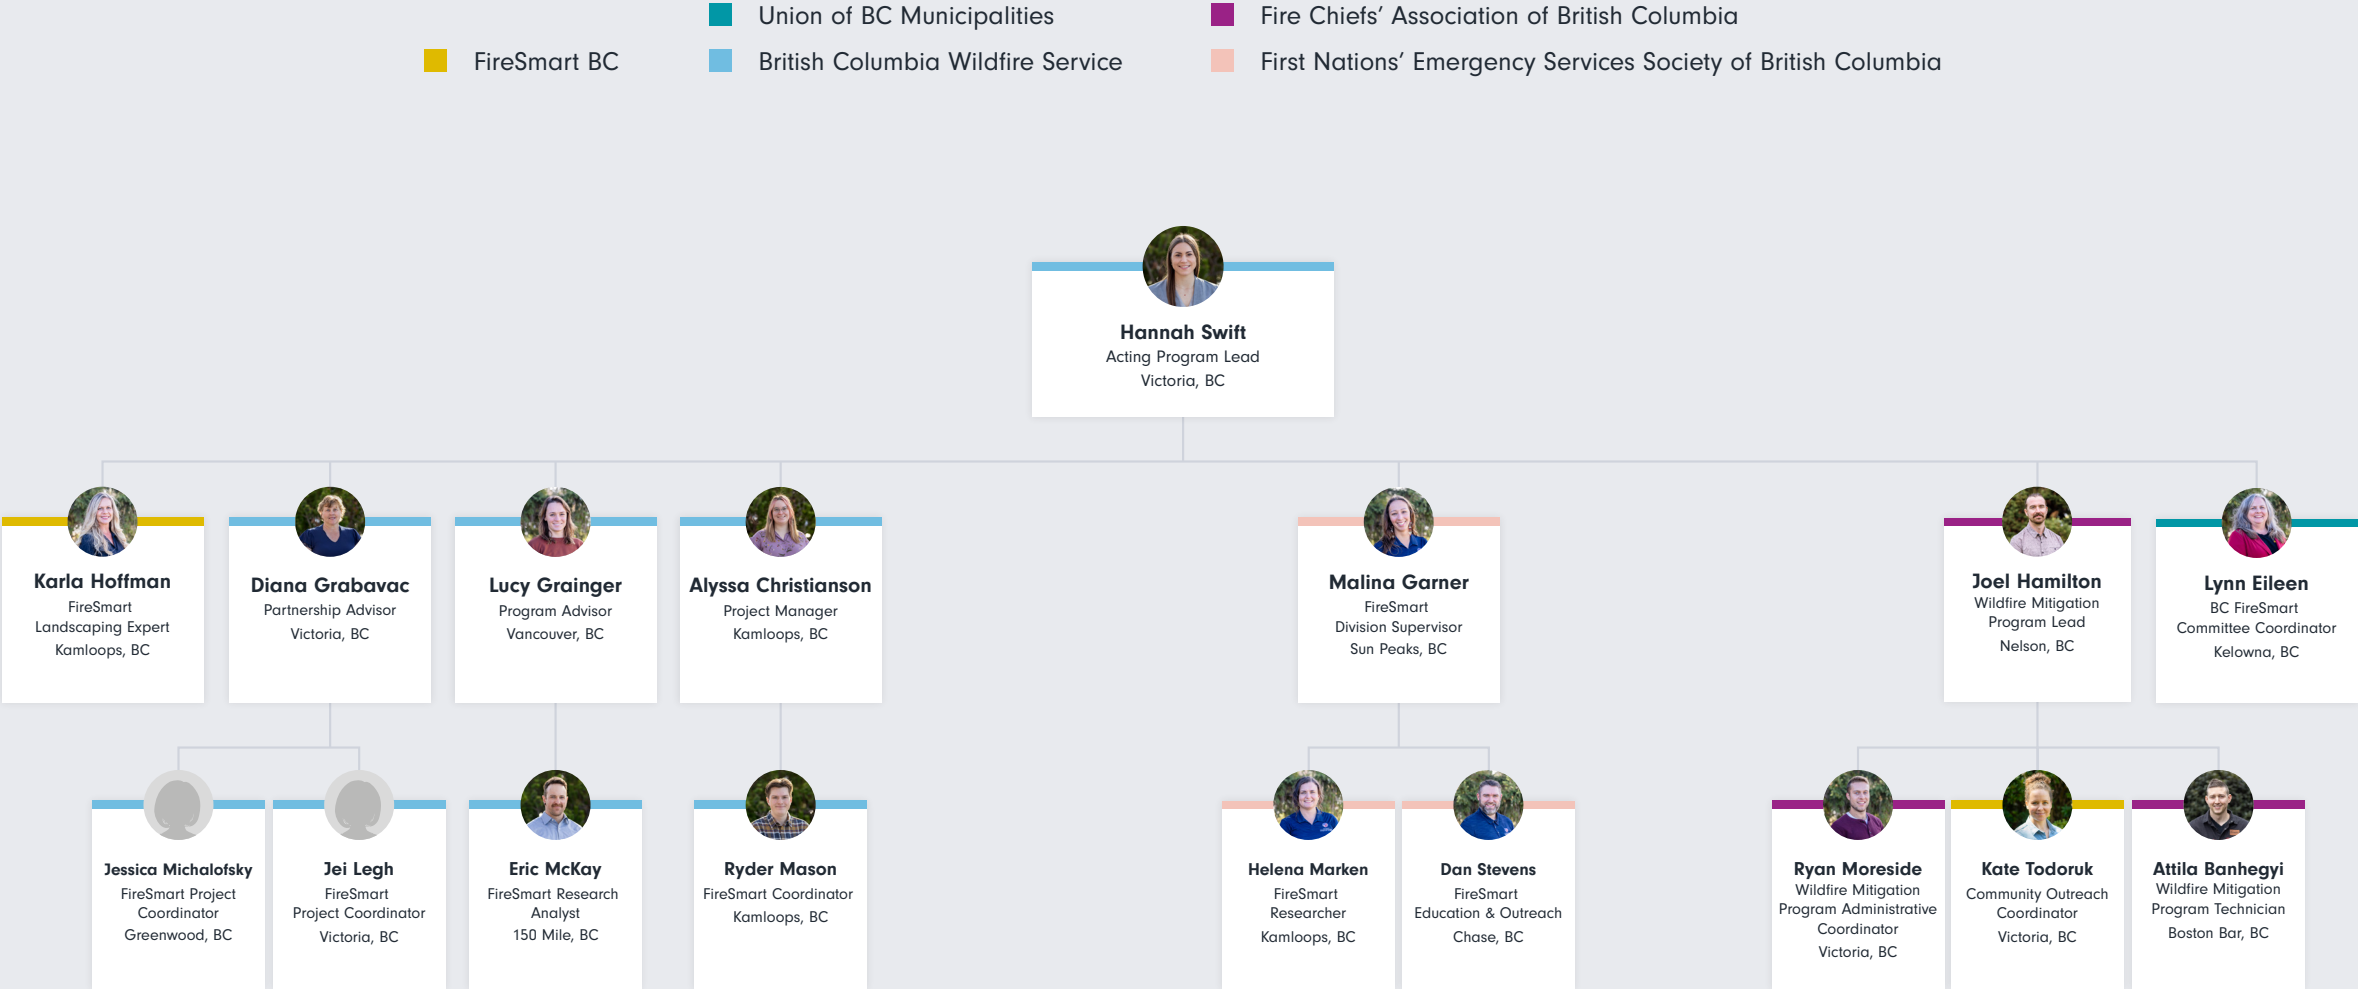 Union of BC Municipalities
Fire Chiefs’ Association of British Columbia
FireSmart BC
British Columbia Wildfire Service
First Nations’ Emergency Services Society of British Columbia
Hannah Swift
Acting Program Lead
Victoria, BC
Karla Hoffman
FireSmart
Landscaping Expert
Kamloops, BC
Diana Grabavac
Partnership Advisor
Victoria, BC
Lucy Grainger
Program Advisor
Vancouver, BC
Alyssa Christianson
Project Manager
Kamloops, BC
Malina Garner
FireSmart
Division Supervisor
Sun Peaks, BC
Joel Hamilton
Wildfire Mitigation
Program Lead
Nelson, BC
Lynn Eileen
BC FireSmart
Committee Coordinator
Kelowna, BC
Jessica Michalofsky
FireSmart Project
Coordinator
Greenwood, BC
Jei Legh
FireSmart
Project Coordinator
Victoria, BC
Eric McKay
FireSmart Research
Analyst
150 Mile, BC
Ryder Mason
FireSmart Coordinator
Kamloops, BC
Helena Marken
FireSmart
Researcher
Kamloops, BC
Dan Stevens
FireSmart
Education & Outreach
Chase, BC
Ryan Moreside
Wildfire Mitigation
Program Administrative
Coordinator
Victoria, BC
Kate Todoruk
Community Outreach
Coordinator
Victoria, BC
Attila Banhegyi
Wildfire Mitigation
Program Technician
Boston Bar, BC